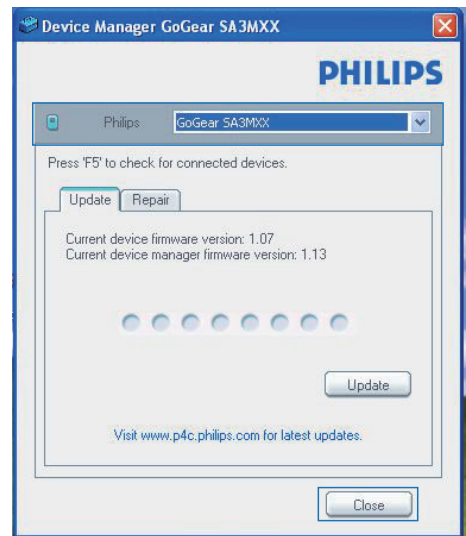 Device Manager GoGear SA3MXX
PHILIPS
Philips GoGear SA3MXX
Press 'F5' to check for connected devices.
Update Repair
Current device firmware version: 1.07
Current device manager firmware version: 1.13
Update
Visit www.p4c.philips.com for latest updates.
Close